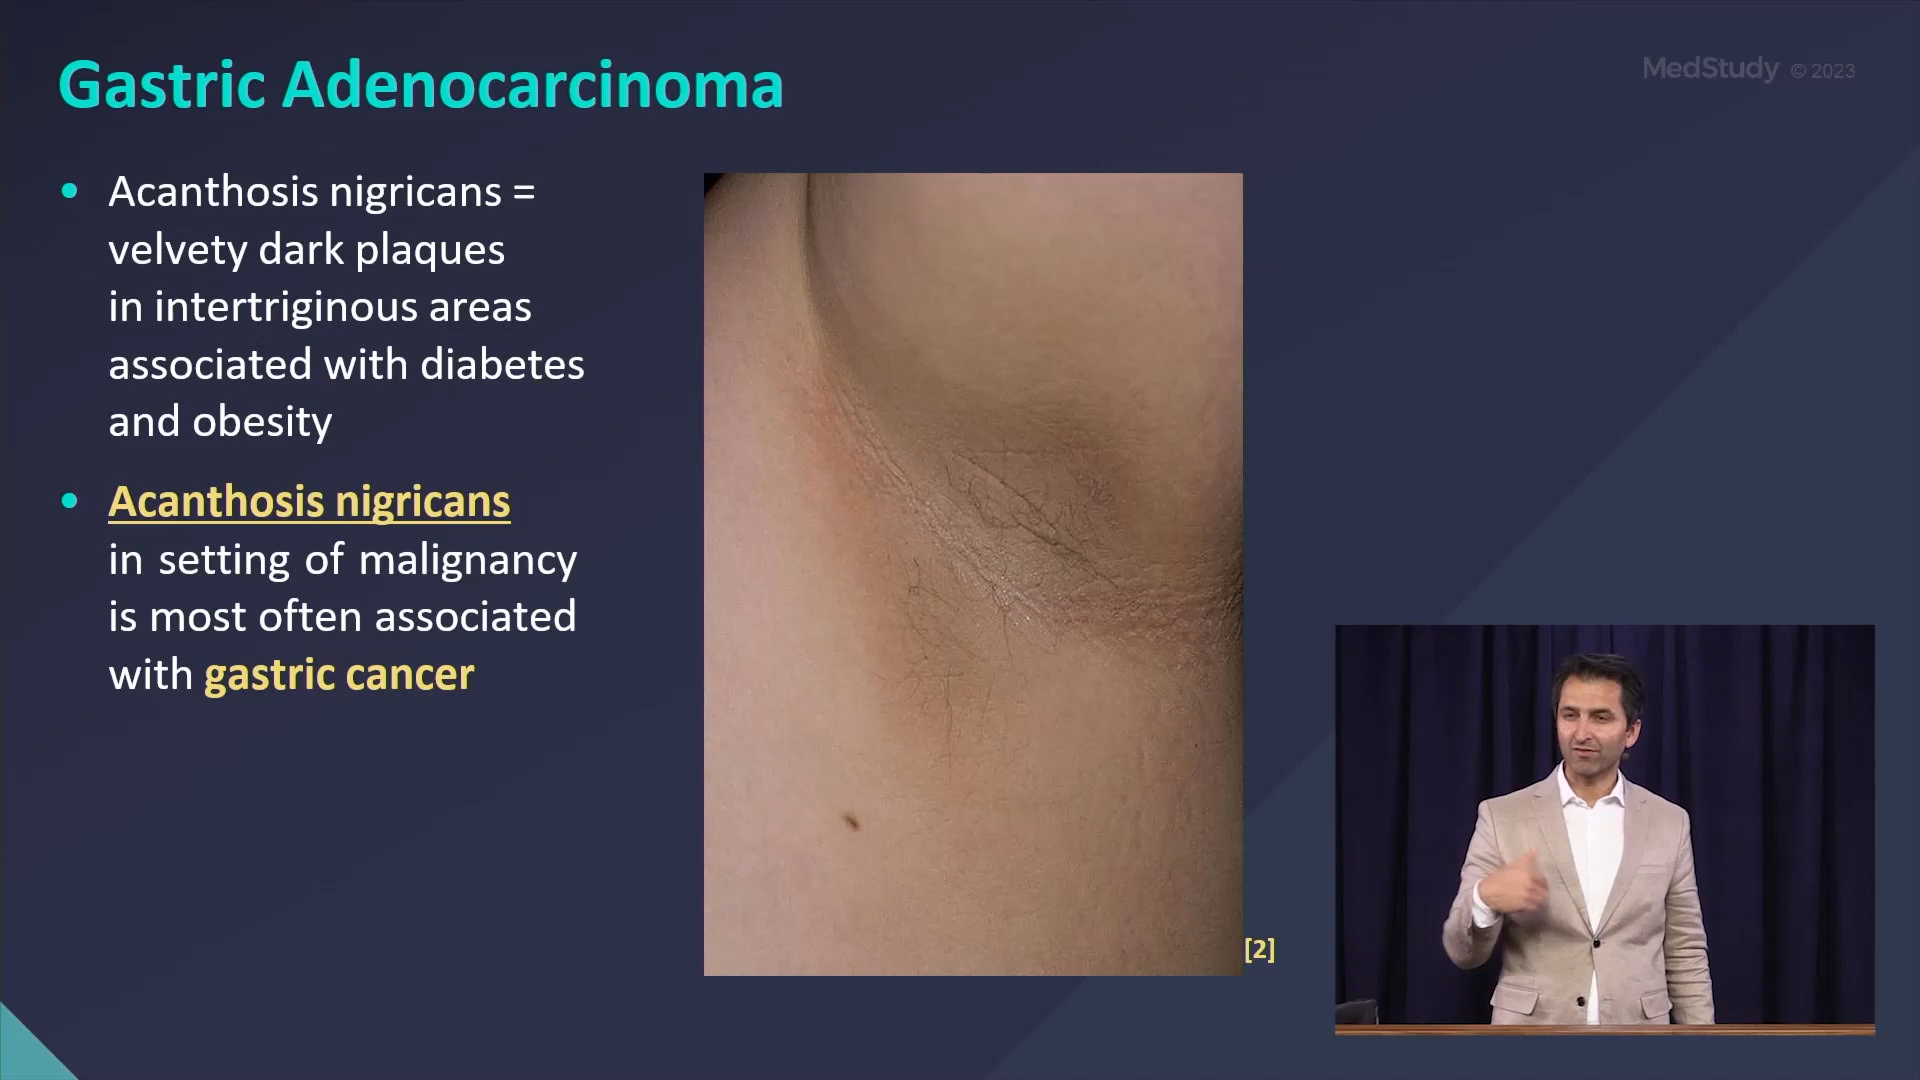 Gastric Adenocarcinoma
MedStudy © 2023
• Acanthosis nigricans =
velvety dark plaques
in intertriginous areas
associated with diabetes
and obesity
• Acanthosis nigricans
in setting of malignancy
is most often associated
with gastric cancer
[2]